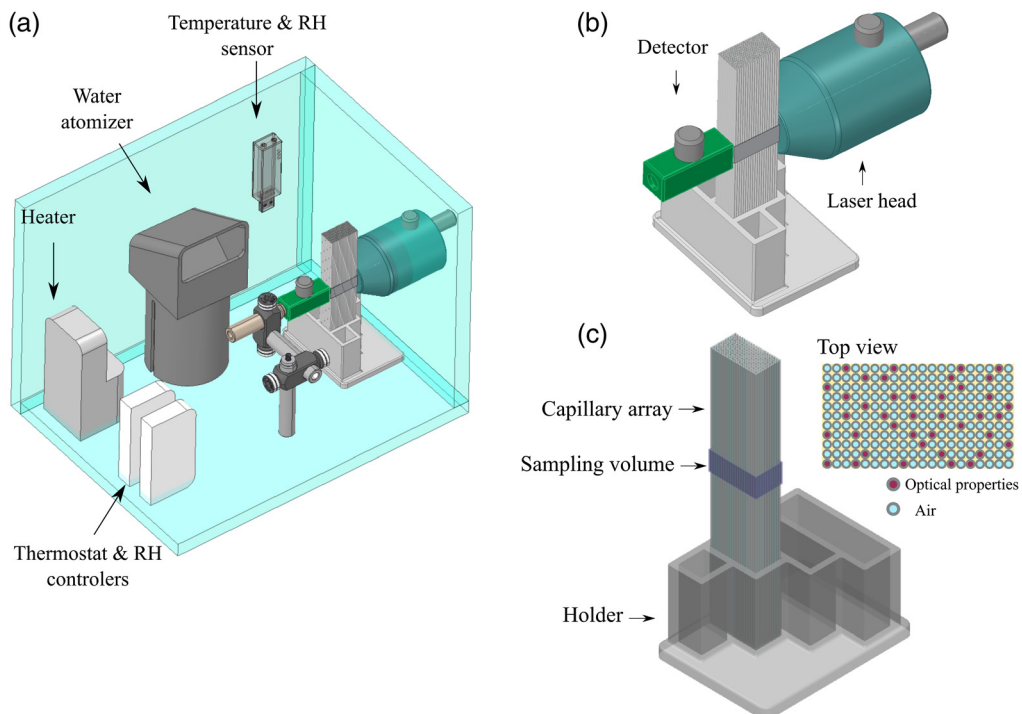 (a)
Temperature & RH
sensor
Water
atomizer
Heater
Thermostat & RH
controlers
(b)
Detector
Laser head
(c)
Top view
Capillary array
Sampling volume
Optical properties
Air
Holder